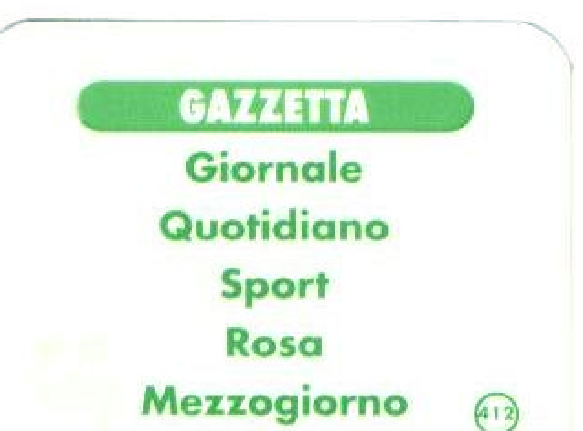 GAZZETTA
Giornale
Quotidiano
Sport
Rosa
Mezzogiorno
412